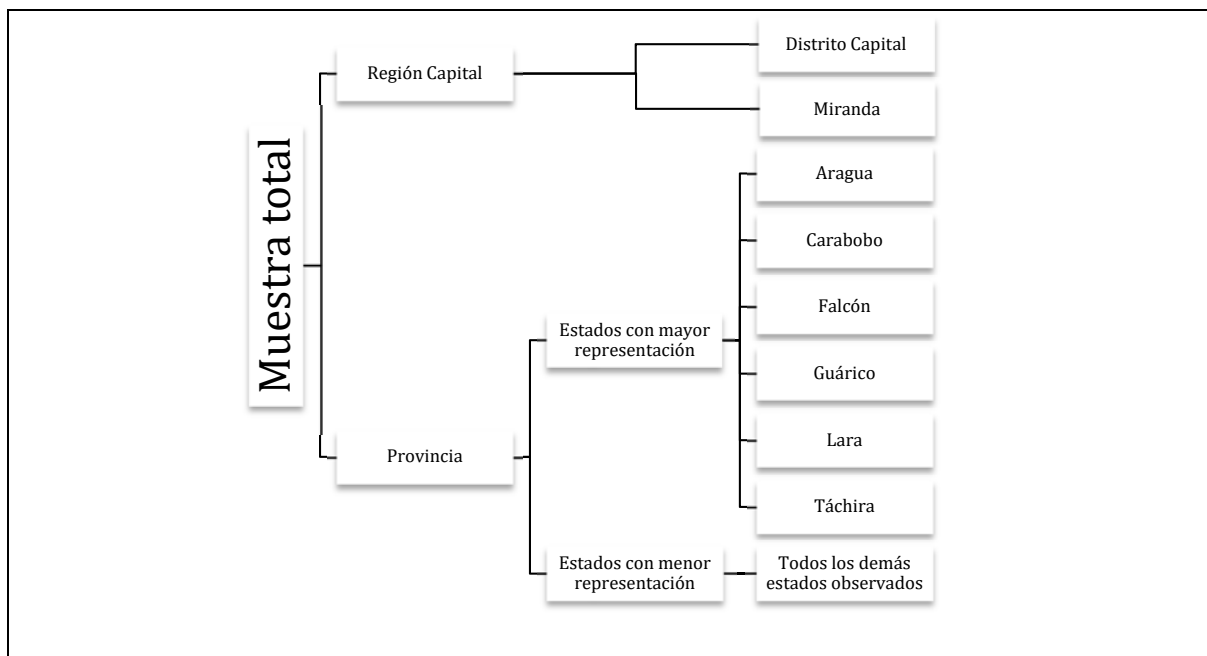 Muestra total
Región Capital
Distrito Capital
Miranda
Provincia
Estados con mayor
representación
Aragua
Carabobo
Falcón
Guárico
Lara
Táchira
Estados con menor
representación
Todos los demás
estados observados